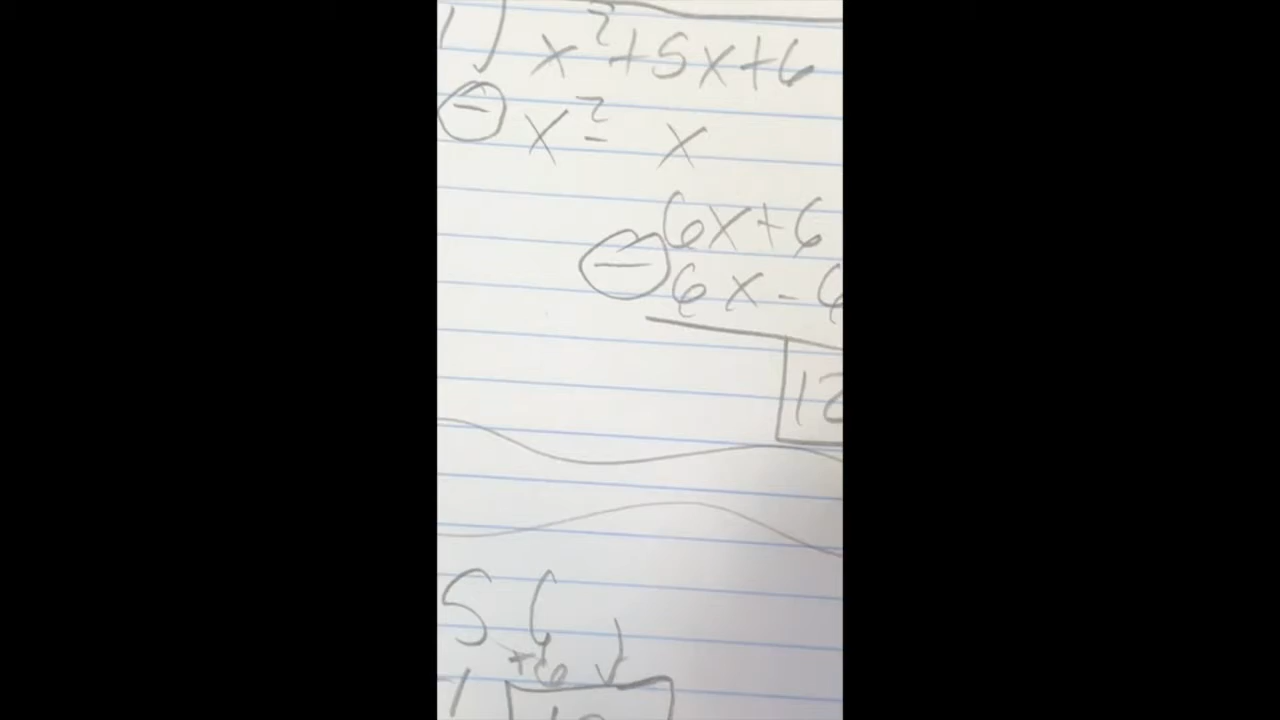 1) x²+5x+6
⊖ x² - x
6x+6
⊖ 6x-6
12
5 6
+6